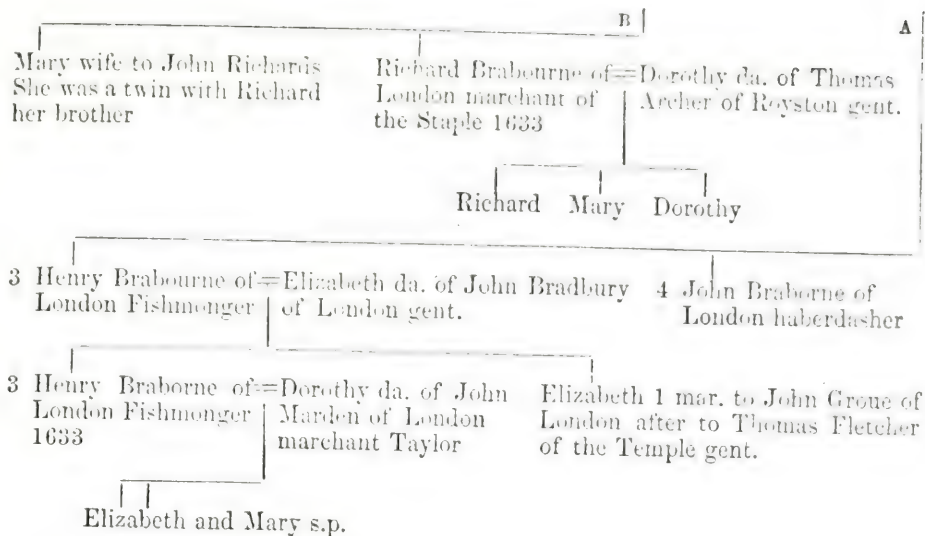 B A
Mary wife to John Richards
She was a twin with Richard
her brother
Richard Brabourne of=Dorothy da. of Thomas
London marchant of Archer of Royston gent.
the Staple 1633
Richard Mary Dorothy
3 Henry Brabourne of=Elizabeth da. of John Bradbury
London Fishmonger of London gent.
4 John Braborne of
London haberdasher
3 Henry Braborne of=Dorothy da. of John
London Fishmonger Marden of London
1633 marchant Taylor
Elizabeth 1 mar. to John Groue of
London after to Thomas Fletcher
of the Temple gent.
Elizabeth and Mary s.p.